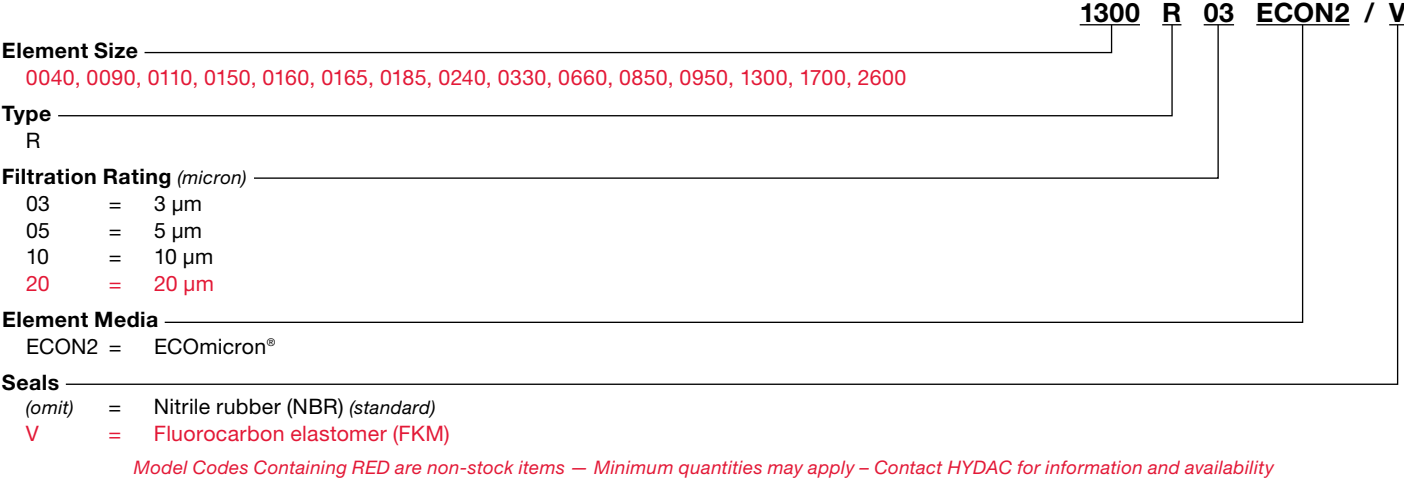 1300 R 03 ECON2 / V
Element Size
0040, 0090, 0110, 0150, 0160, 0165, 0185, 0240, 0330, 0660, 0850, 0950, 1300, 1700, 2600
Type
R
Filtration Rating (micron)
03 = 3 µm
05 = 5 µm
10 = 10 µm
20 = 20 µm
Element Media
ECON2 = ECOmicron®
Seals
(omit) = Nitrile rubber (NBR) (standard)
V = Fluorocarbon elastomer (FKM)
Model Codes Containing RED are non-stock items — Minimum quantities may apply – Contact HYDAC for information and availability